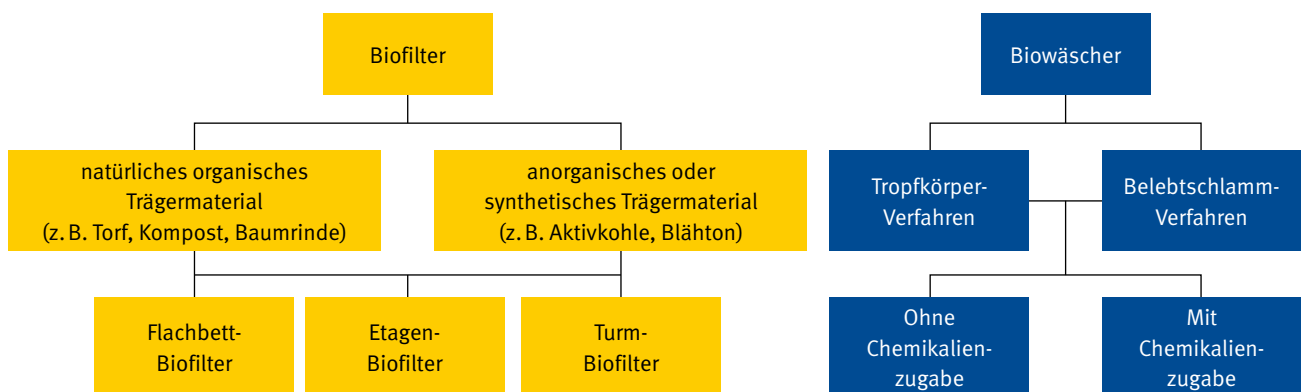 Biofilter
Biowäscher
natürliches organisches
Trägermaterial
(z. B. Torf, Kompost, Baumrinde)
anorganisches oder
synthetisches Trägermaterial
(z. B. Aktivkohle, Blähton)
Tropfkörper-
Verfahren
Belebtschlamm-
Verfahren
Flachbett-
Biofilter
Etagen-
Biofilter
Turm-
Biofilter
Ohne
Chemikalien-
zugabe
Mit
Chemikalien-
zugabe